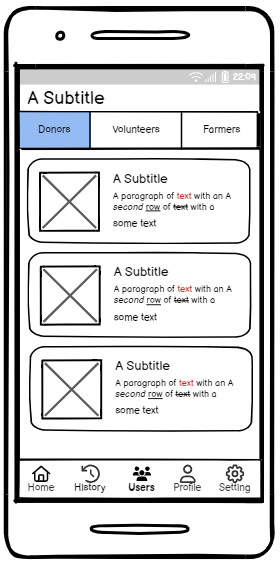 22:09
A Subtitle
Donors Volunteers Farmers
A Subtitle
A paragraph of text with an A
second row of text with a
some text
A Subtitle
A paragraph of text with an A
second row of text with a
some text
A Subtitle
A paragraph of text with an A
second row of text with a
some text
Home History Users Profile Setting